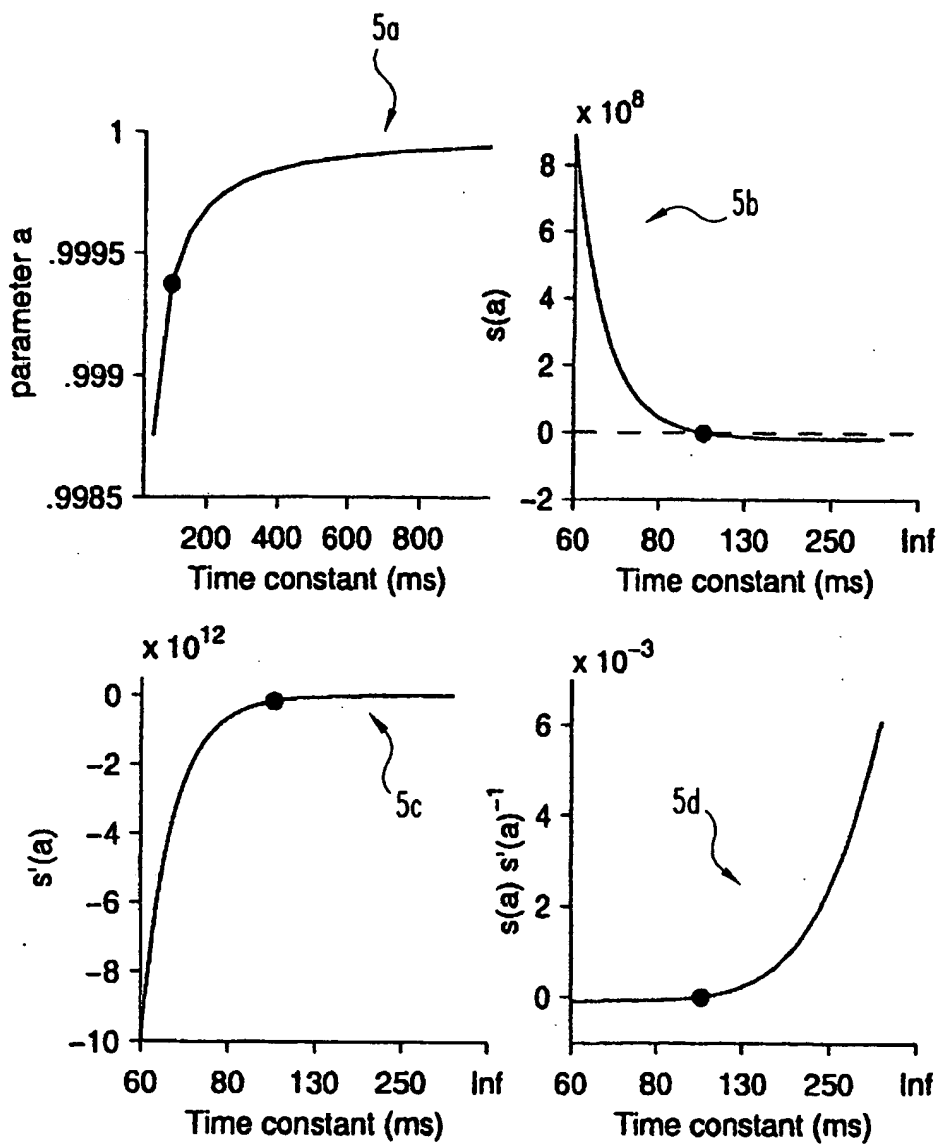 5a
1
.9995
.999
.9985
parameter a
200 400 600 800
Time constant (ms)
x 10^8
5b
8
6
4
2
0
-2
s(a)
60 80 130 250 Inf
Time constant (ms)
x 10^12
0
-2
-4
-6
-8
-10
s'(a)
5c
60 80 130 250 Inf
Time constant (ms)
x 10^-3
6
4
2
0
s(a) s'(a)^-1
5d
60 80 130 250 Inf
Time constant (ms)